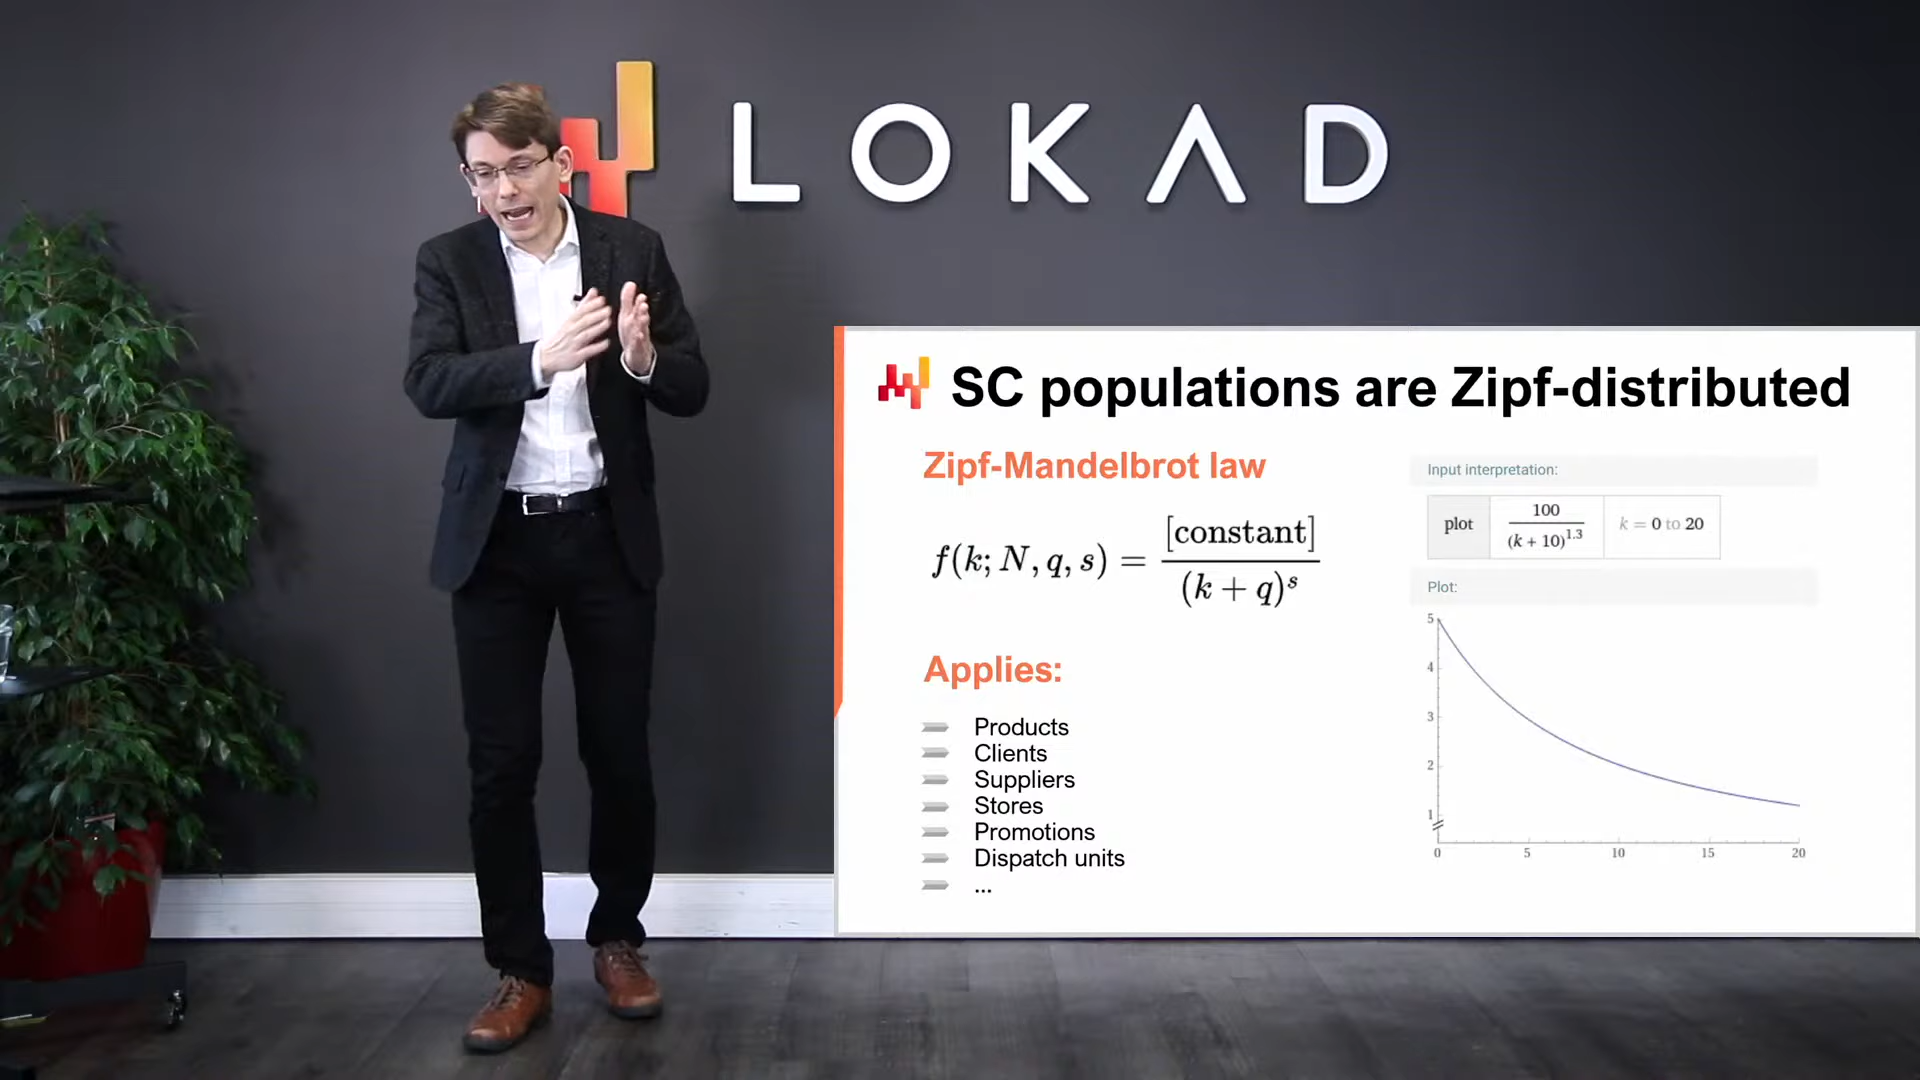 LOKAD
SC populations are Zipf-distributed
Zipf-Mandelbrot law
f(k; N, q, s) = [constant] / (k + q)^s
Applies:
Products
Clients
Suppliers
Stores
Promotions
Dispatch units
...
Input interpretation:
plot 100 / (k + 10)^1.3 k = 0 to 20
Plot:
5
4
3
2
1
0 5 10 15 20